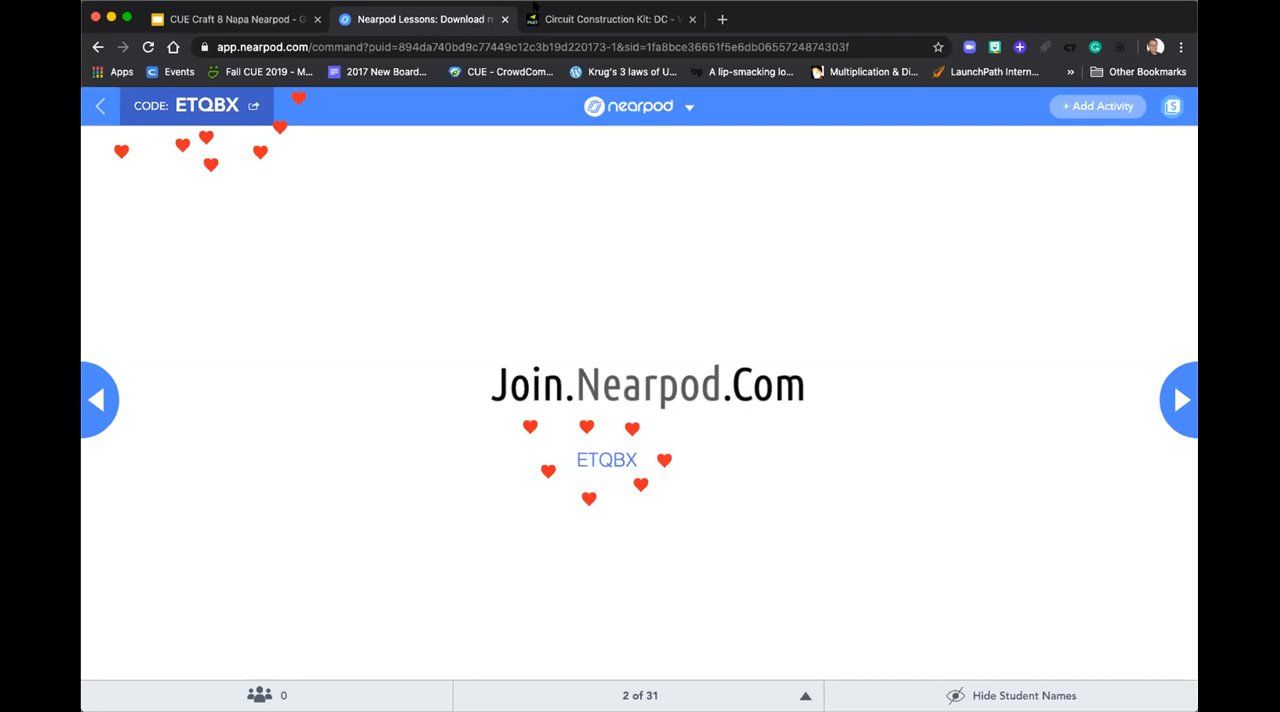 CUE Craft 8 Napa Nearpod - G
Nearpod Lessons: Download r
Circuit Construction Kit: DC -
app.nearpod.com/command?puid=894da740bd9c77449c12c3b19d220173-1&sid=1fa8bce36651f5e6db0655724874303f
Apps
Events
Fall CUE 2019 - M...
2017 New Board...
CUE - CrowdCom...
Krug's 3 laws of U...
A lip-smacking lo...
Multiplication & Di...
LaunchPath Intern...
»
Other Bookmarks
CODE: ETQBX
nearpod
+ Add Activity
Join.Nearpod.Com
ETQBX
0
2 of 31
Hide Student Names